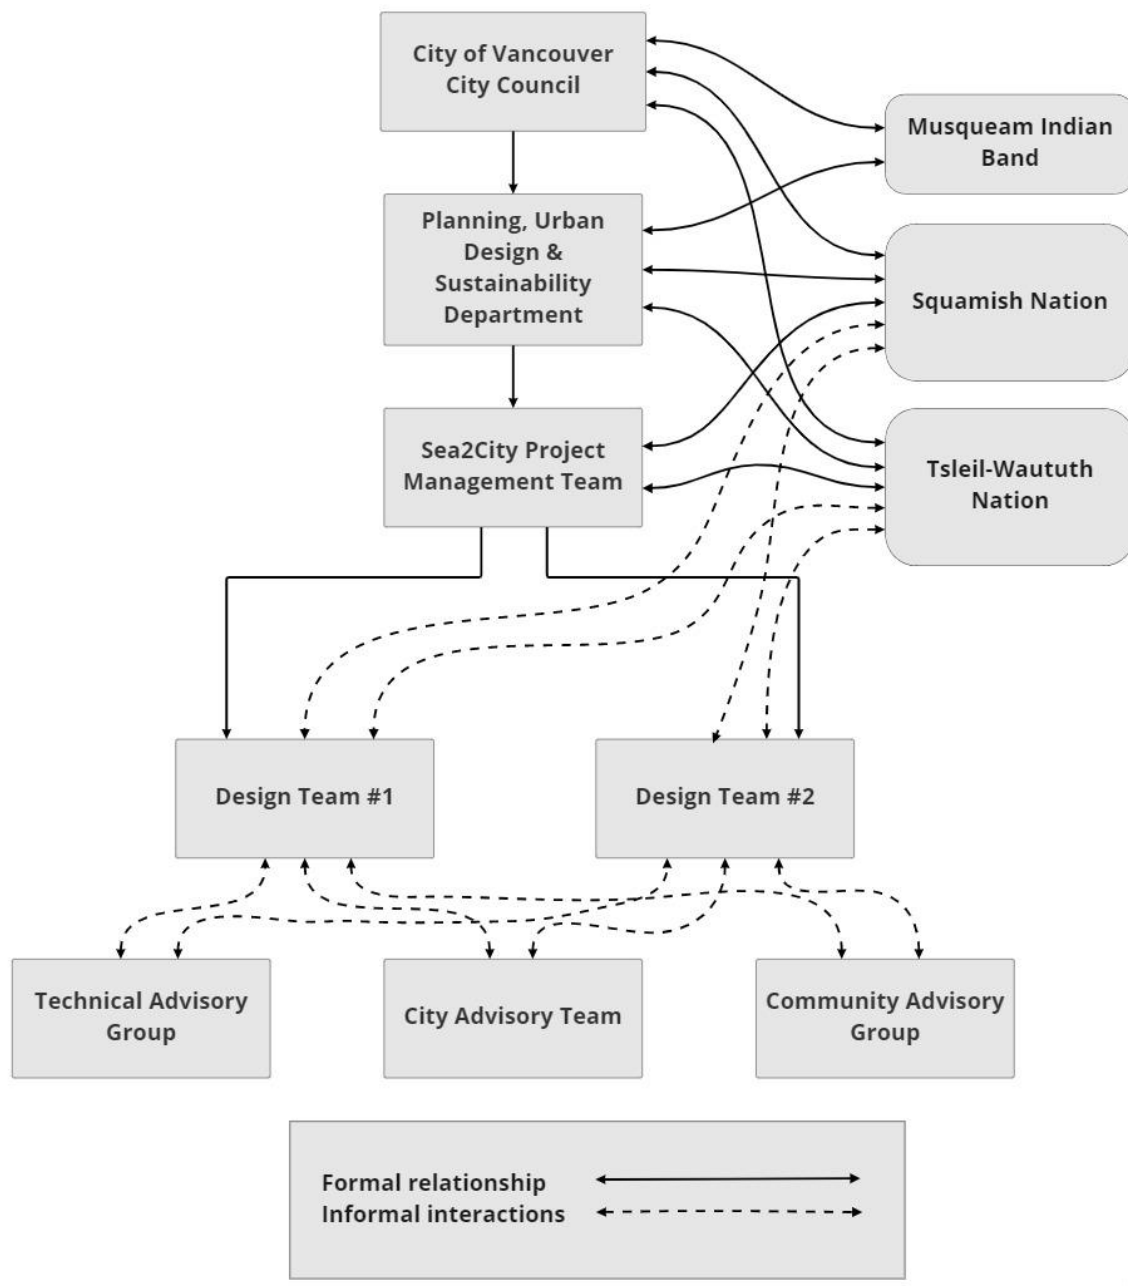 City of Vancouver
City Council
Musqueam Indian
Band
Planning, Urban
Design &
Sustainability
Department
Squamish Nation
Sea2City Project
Management Team
Tsleil-Waututh
Nation
Design Team #1
Design Team #2
Technical Advisory
Group
City Advisory Team
Community Advisory
Group
Formal relationship
Informal interactions